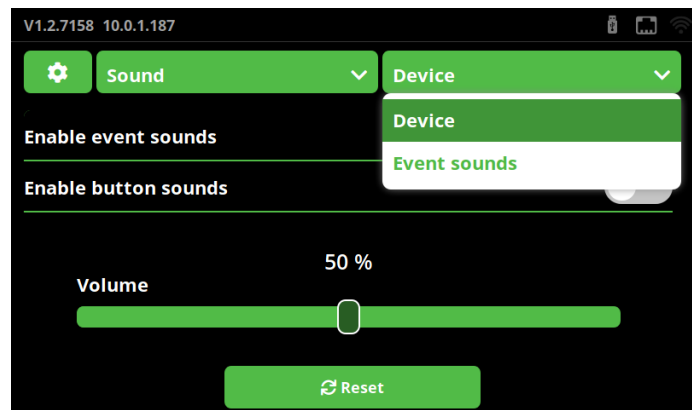 V1.2.7158 10.0.1.187
Sound
Device
Device
Event sounds
Enable event sounds
Enable button sounds
50 %
Volume
Reset